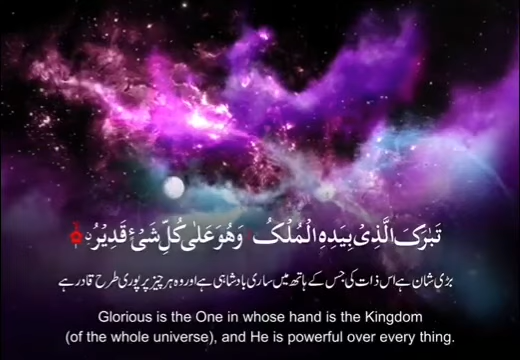 تَبٰرَکَ الَّذِیۡ بِیَدِہِ الۡمُلۡکُ ۫ وَہُوَ عَلٰی کُلِّ شَیۡءٍ قَدِیۡرُۨ
بڑی شان ہے اس ذات کی جس کے ہاتھ میں ساری بادشاہی ہے اور وہ ہر چیز پر پوری طرح قادر ہے
Glorious is the One in whose hand is the Kingdom
(of the whole universe), and He is powerful over every thing.